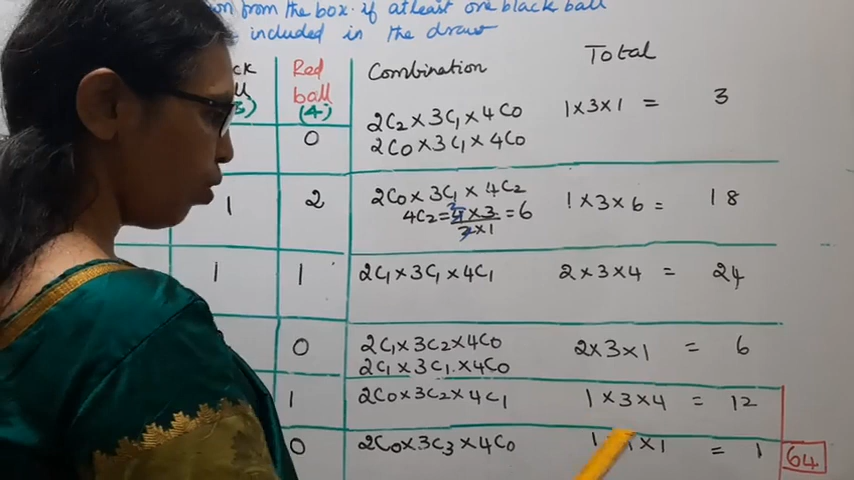 from the box. if atleast one black ball
included in the draw
Red ball (4)
Combination
Total
0
2C2 × 3C1 × 4C0
1×3×1 = 3
2C0 × 3C1 × 4C0
1
2
2C0 × 3C1 × 4C2
4C2 = 4×3 = 6
2×1
1×3×6 = 18
1
1
2C1 × 3C1 × 4C1
2×3×4 = 24
0
2C1×3C2×4C0
2×3×1 = 6
2C1×3C1×4C0
1
2C0×3C2×4C1
1×3×4 = 12
0
2C0×3C3×4C0
1 ×1 = 1
64